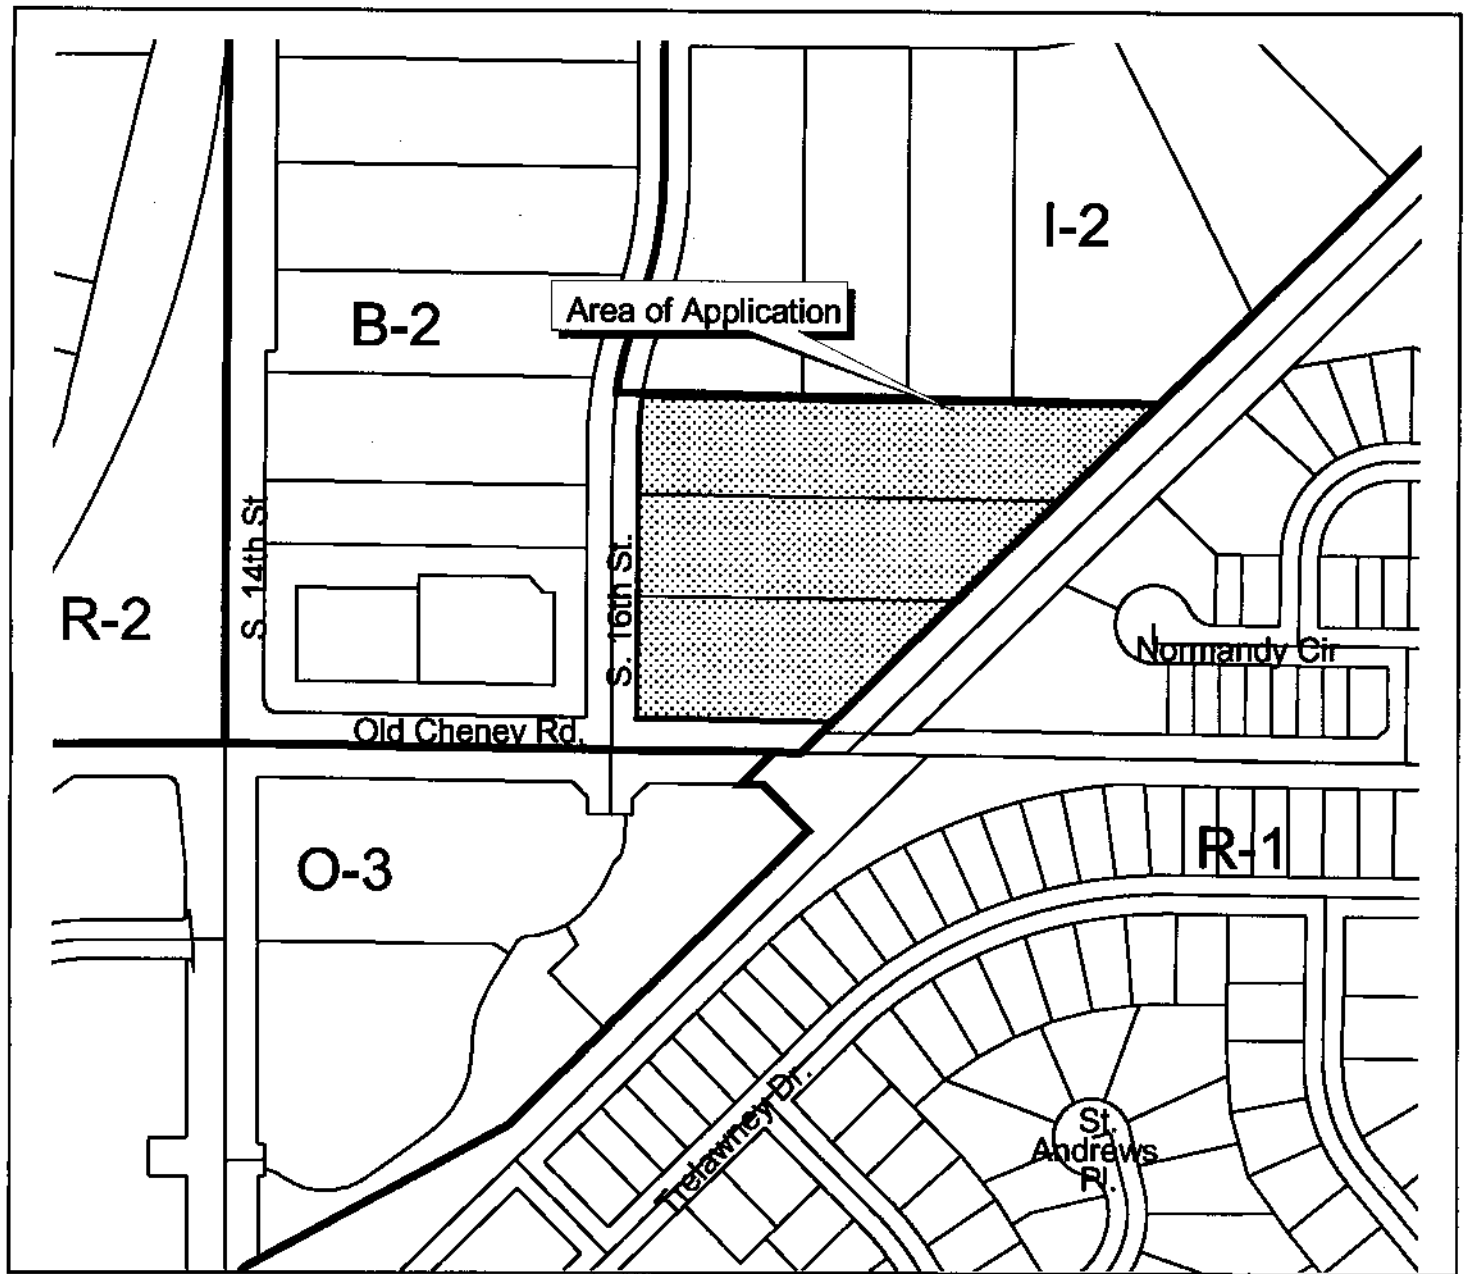 I-2
Area of Application
B-2
S. 14th St
S. 16th St.
R-2
Normandy Cir
Old Cheney Rd.
R-1
O-3
Trelawney Dr.
St.
Andrews
Pl.